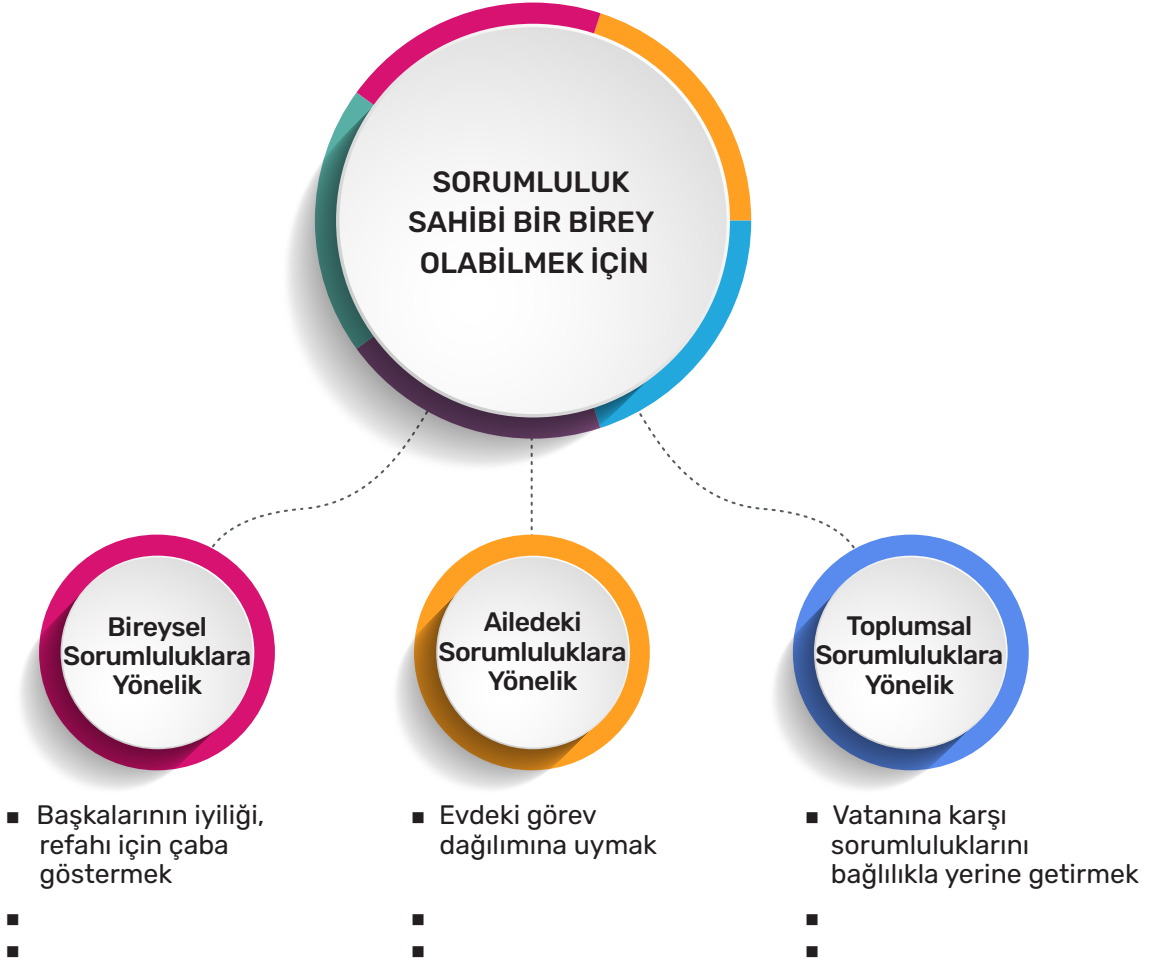 SORUMLULUK
SAHİBİ BİR BİREY
OLABİLMEK İÇİN
Bireysel
Sorumluluklara
Yönelik
Ailedeki
Sorumluluklara
Yönelik
Toplumsal
Sorumluluklara
Yönelik
▪ Başkalarının iyiliği,
refahı için çaba
göstermek
▪
▪
▪ Evdeki görev
dağılımına uymak
▪
▪
▪ Vatanına karşı
sorumluluklarını
bağlılıkla yerine getirmek
▪
▪